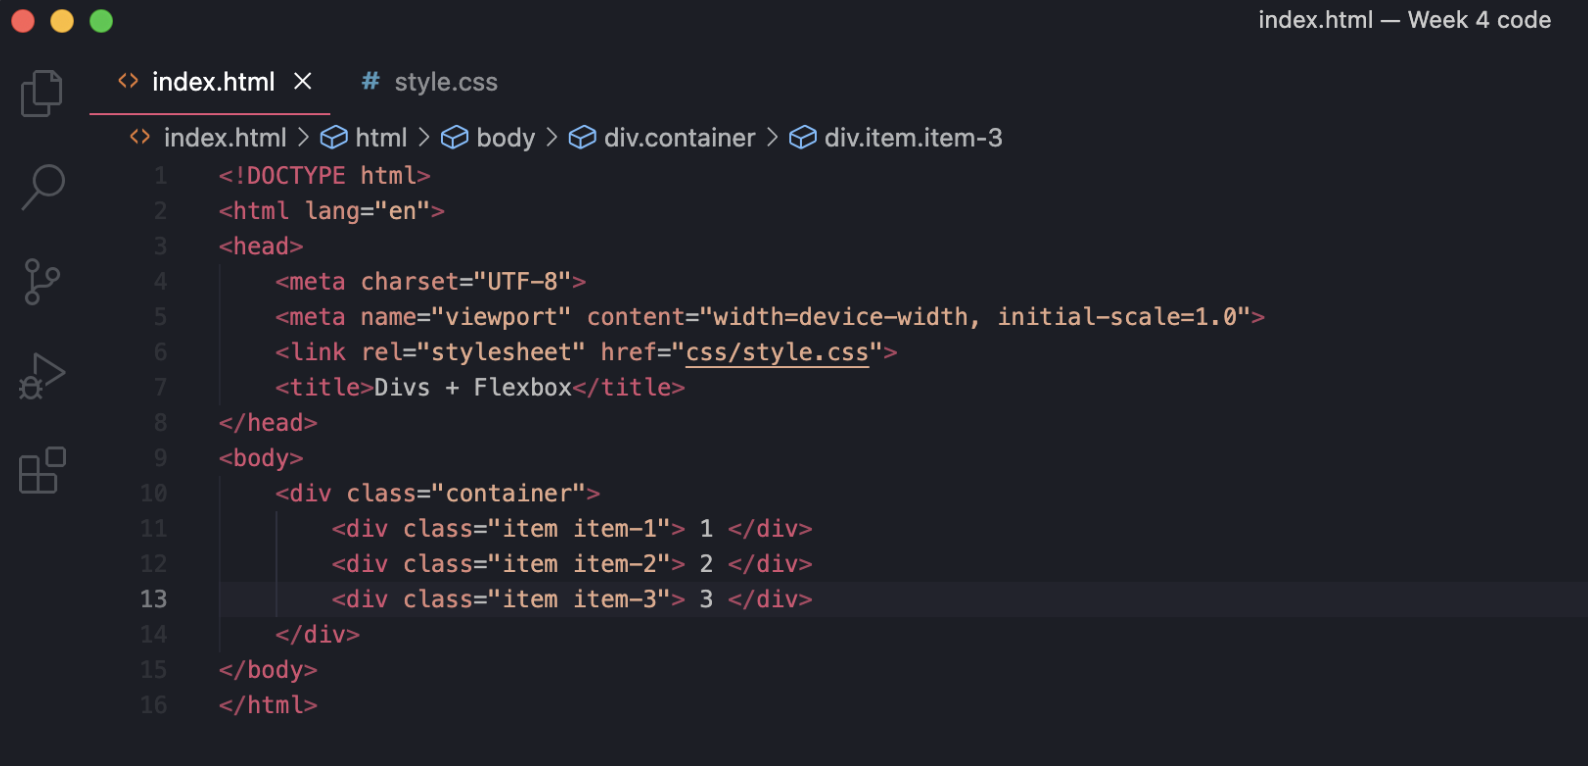 index.html — Week 4 code
<> index.html × # style.css
<> index.html > html > body > div.container > div.item.item-3
1 <!DOCTYPE html>
2 <html lang="en">
3 <head>
4     <meta charset="UTF-8">
5     <meta name="viewport" content="width=device-width, initial-scale=1.0">
6     <link rel="stylesheet" href="css/style.css">
7     <title>Divs + Flexbox</title>
8 </head>
9 <body>
10     <div class="container">
11         <div class="item item-1"> 1 </div>
12         <div class="item item-2"> 2 </div>
13         <div class="item item-3"> 3 </div>
14     </div>
15 </body>
16 </html>